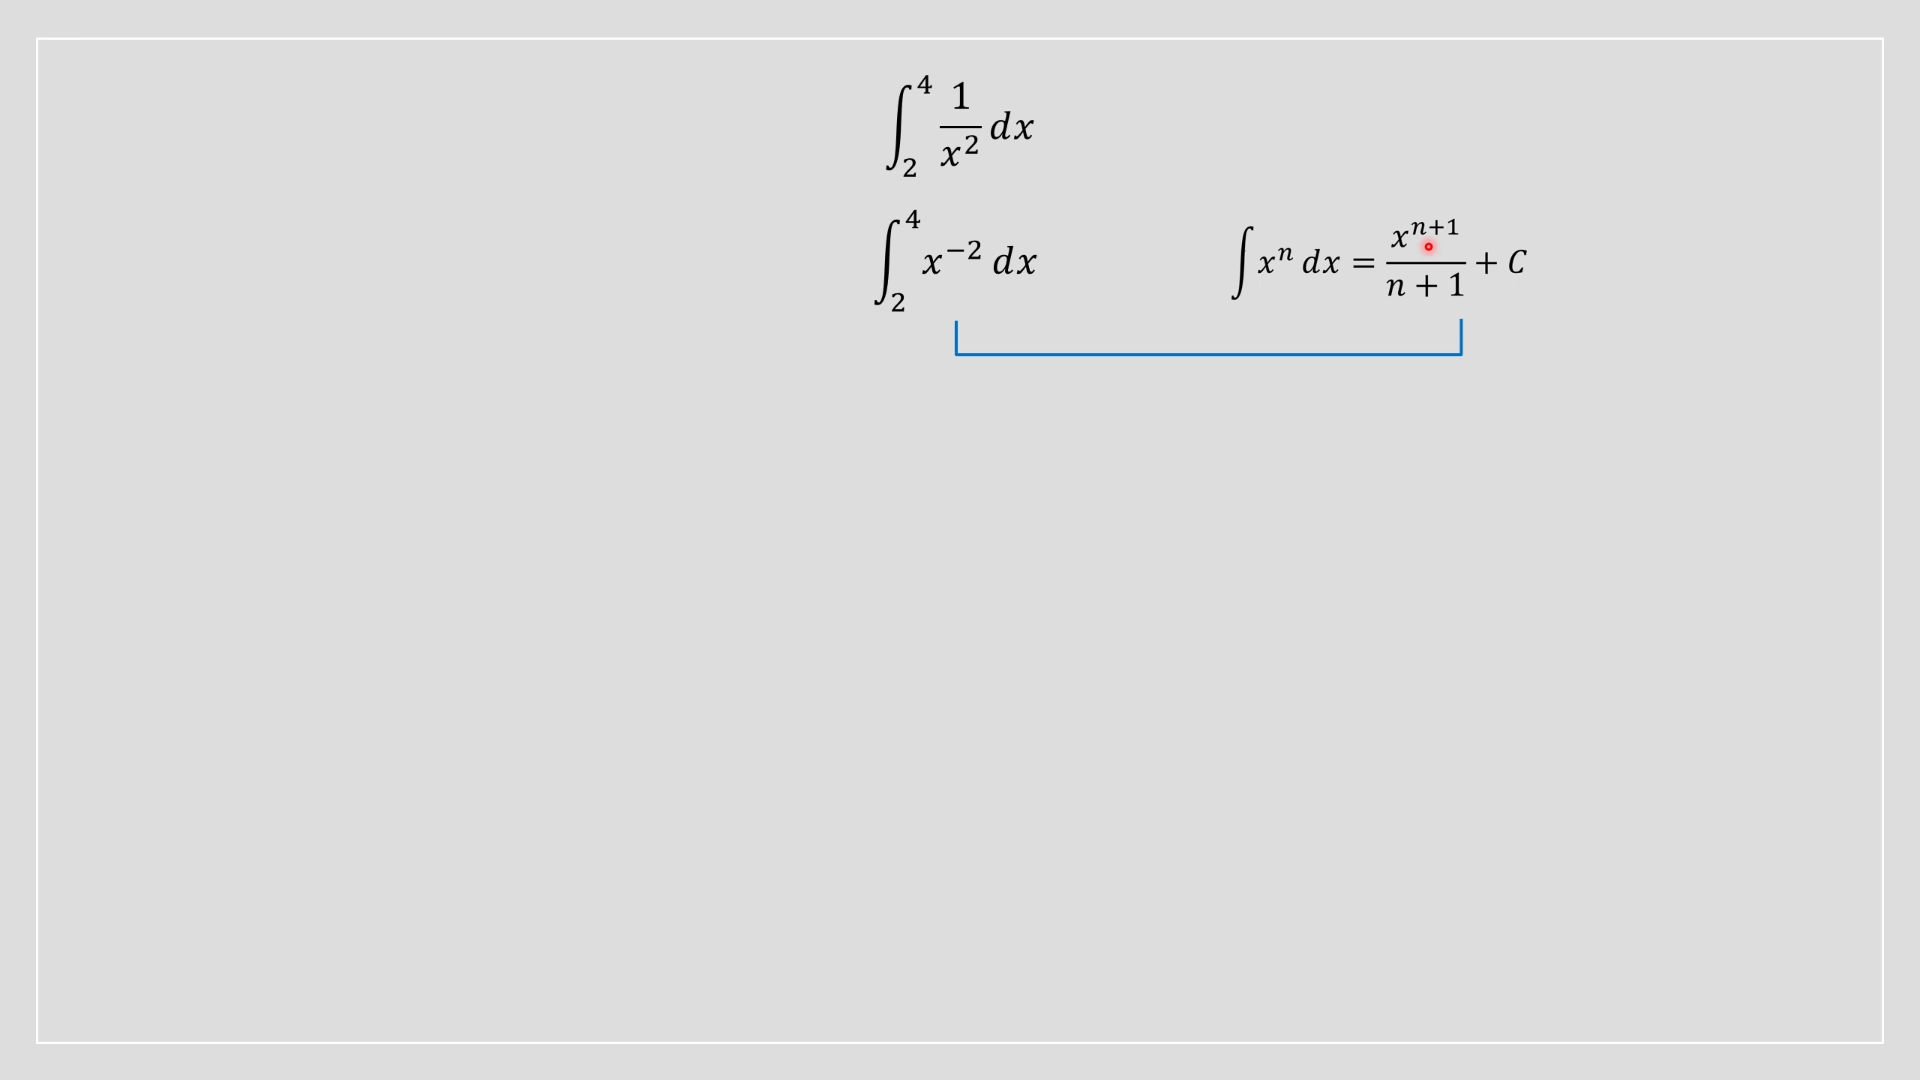 ∫₂⁴ 1/x² dx
∫₂⁴ x⁻² dx
∫ xⁿ dx = xⁿ⁺¹/(n + 1) + C